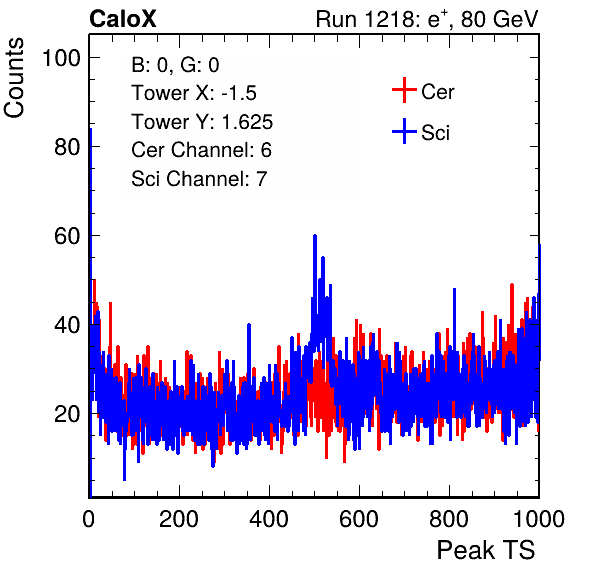 CaloX Run 1218: e⁺, 80 GeV
Counts
B: 0, G: 0
Tower X: -1.5
Tower Y: 1.625
Cer Channel: 6
Sci Channel: 7
Cer
Sci
100
80
60
40
20
0 200 400 600 800 1000
Peak TS